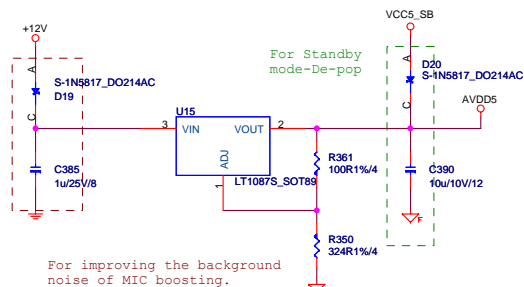 VCC5_SB
+12V
For Standby
mode-De-pop
A
D20
S-1N5817_DO214AC
C
AVDD5
A
S-1N5817_DO214AC
D19
C
U15
3
VIN
VOUT
2
ADJ
1
LT1087S_SOT89
C385
1u/25V/8
R361
100R1%/4
C390
10u/10V/12
F
R350
324R1%/4
For improving the background
noise of MIC boosting.